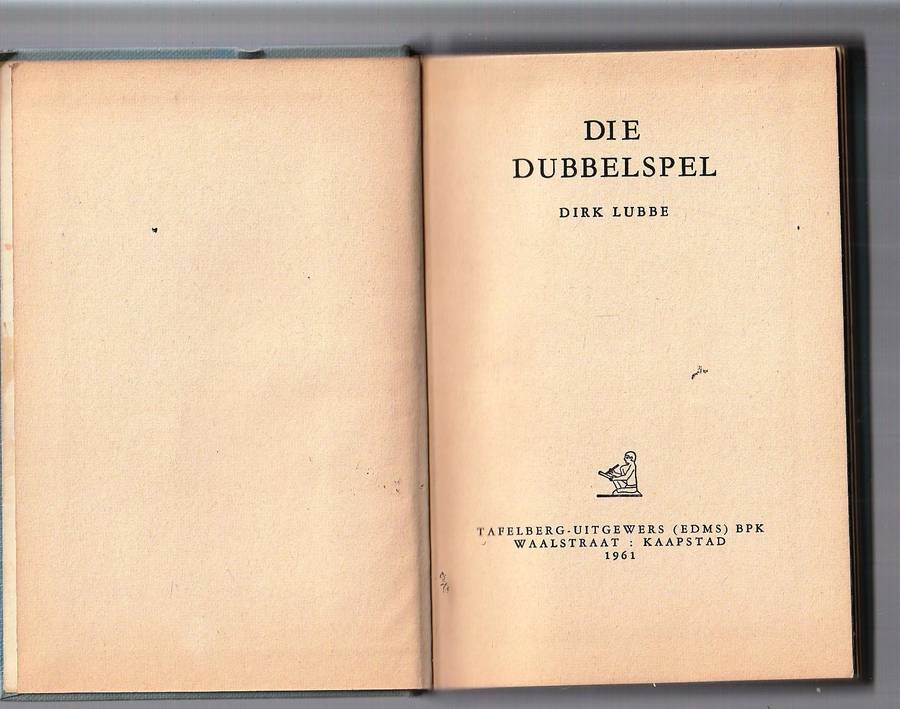 DIE
DUBBELSPEL
DIRK LUBBE
TAFELBERG-UITGEWERS (EDMS) BPK
WAALSTRAAT : KAAPSTAD
1961